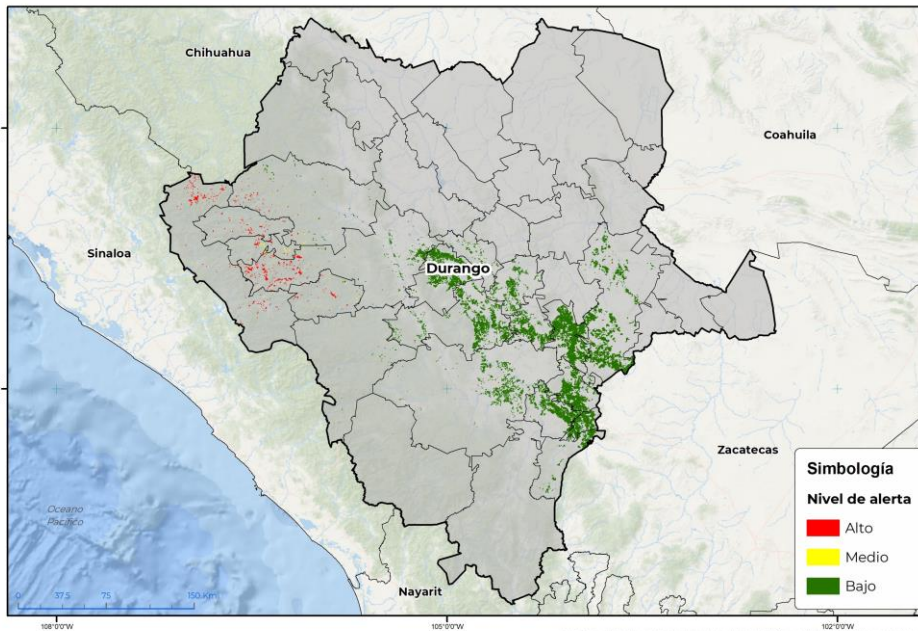 Chihuahua
Coahuila
Sinaloa
Durango
Zacatecas
Simbología
Nivel de alerta
Alto
Medio
Bajo
Oceano
Pacífico
Nayarit
0 37.5 75 150 Km
108°0'0"W 105°0'0"W 102°0'0"W